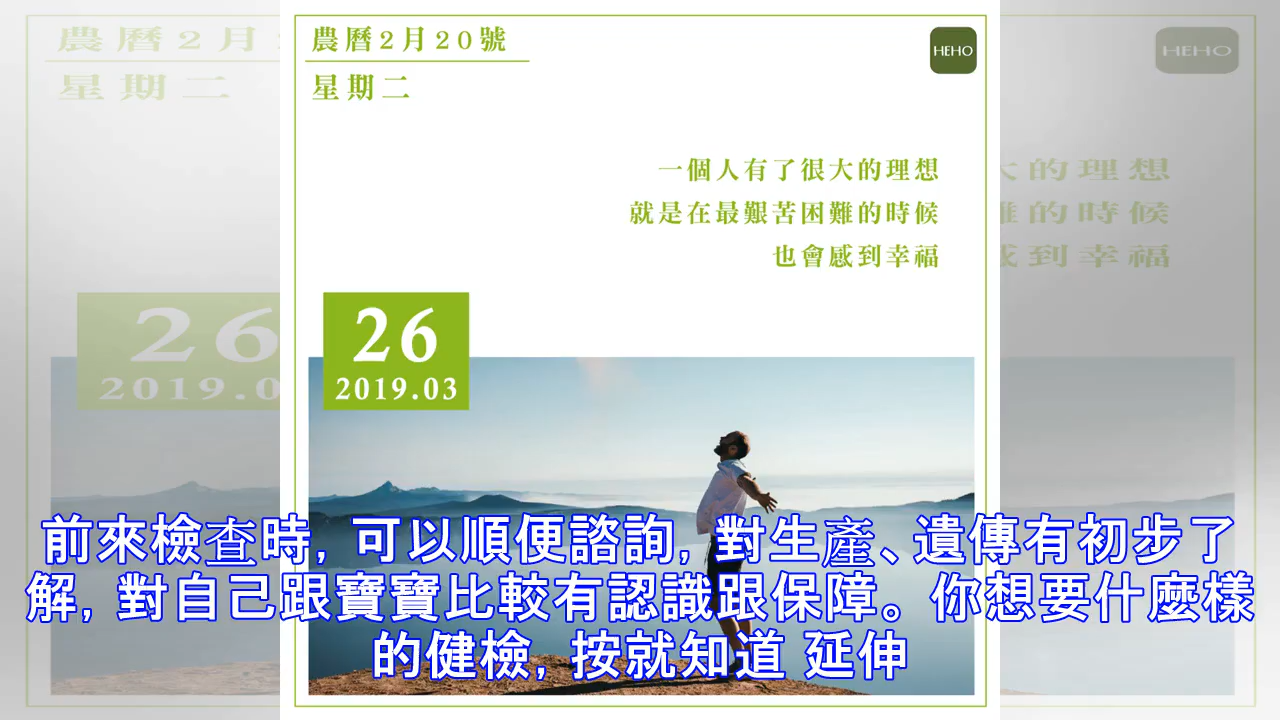 農曆2月20號
星期二
HEHO
一個人有了很大的理想
就是在最艱苦困難的時候
也會感到幸福
26
2019.03
前來檢查時, 可以順便諮詢, 對生產、遺傳有初步了
解, 對自己跟寶寶比較有認識跟保障。你想要什麼樣
的健檢, 按就知道 延伸